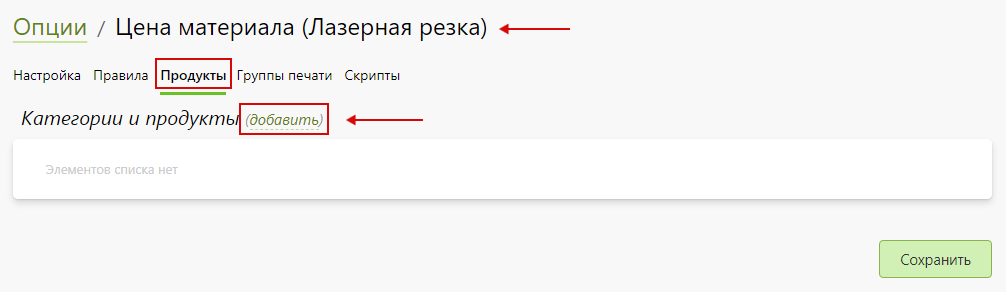 Опции / Цена материала (Лазерная резка)
Настройка Правила Продукты Группы печати Скрипты
Категории и продукты (добавить)
Элементов списка нет
Сохранить